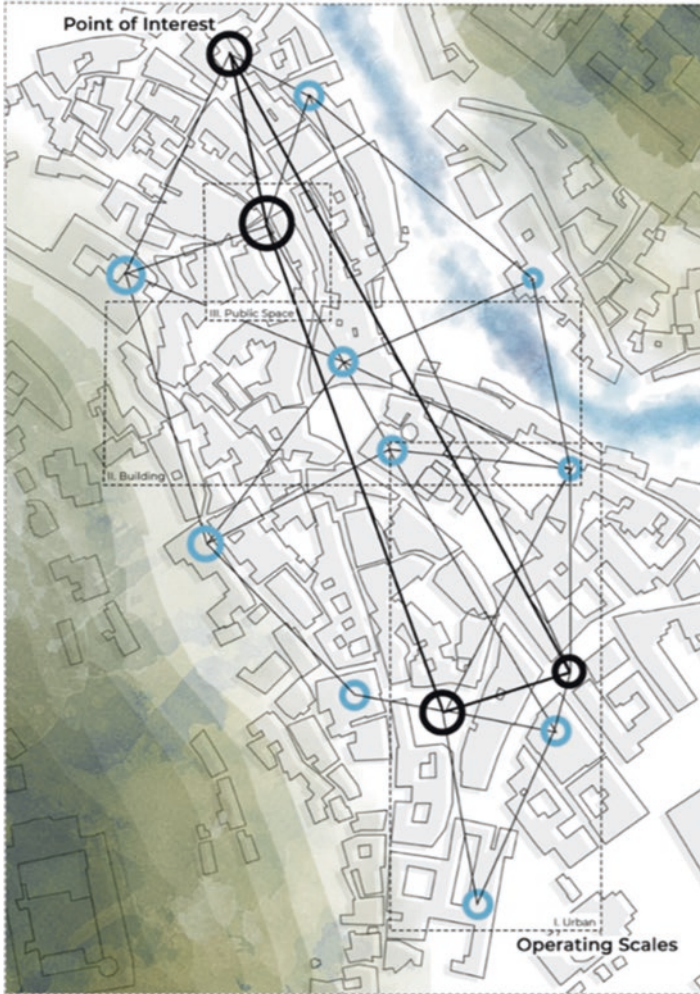 Point of Interest
III. Public Space
II. Building
I. Urban
Operating Scales